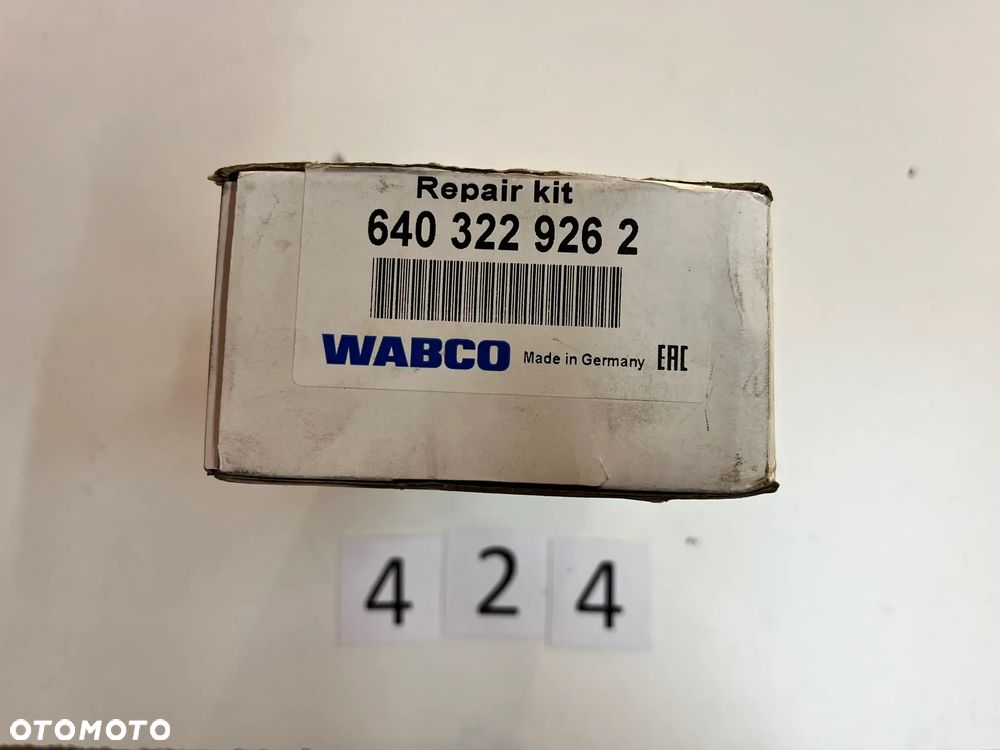 Repair kit
640 322 926 2
WABCO Made in Germany EAC
4 2 4
OTOMOTO